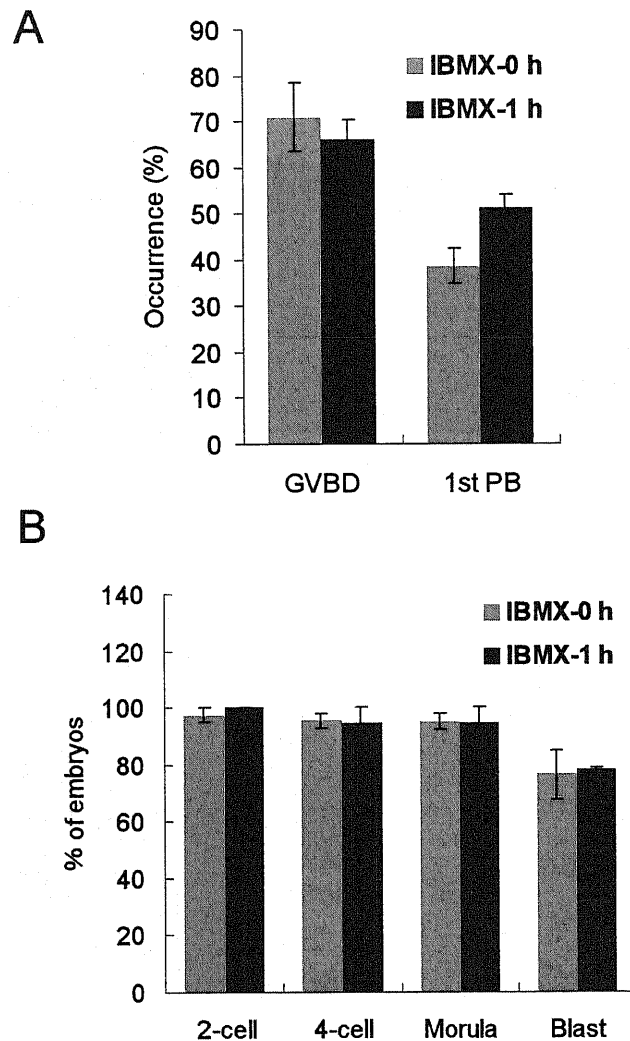 A
90
80
70
60
50
40
30
20
10
0
Occurrence (%)
IBMX-0 h
IBMX-1 h
GVBD
1st PB
B
140
120
100
80
60
40
20
0
% of embryos
IBMX-0 h
IBMX-1 h
2-cell
4-cell
Morula
Blast